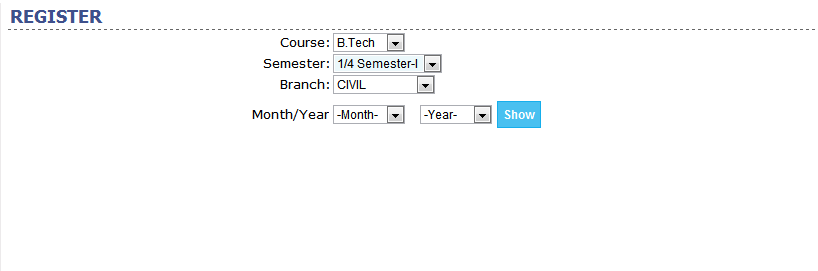 REGISTER
Course: B.Tech
Semester: 1/4 Semester-I
Branch: CIVIL
Month/Year -Month- -Year- Show